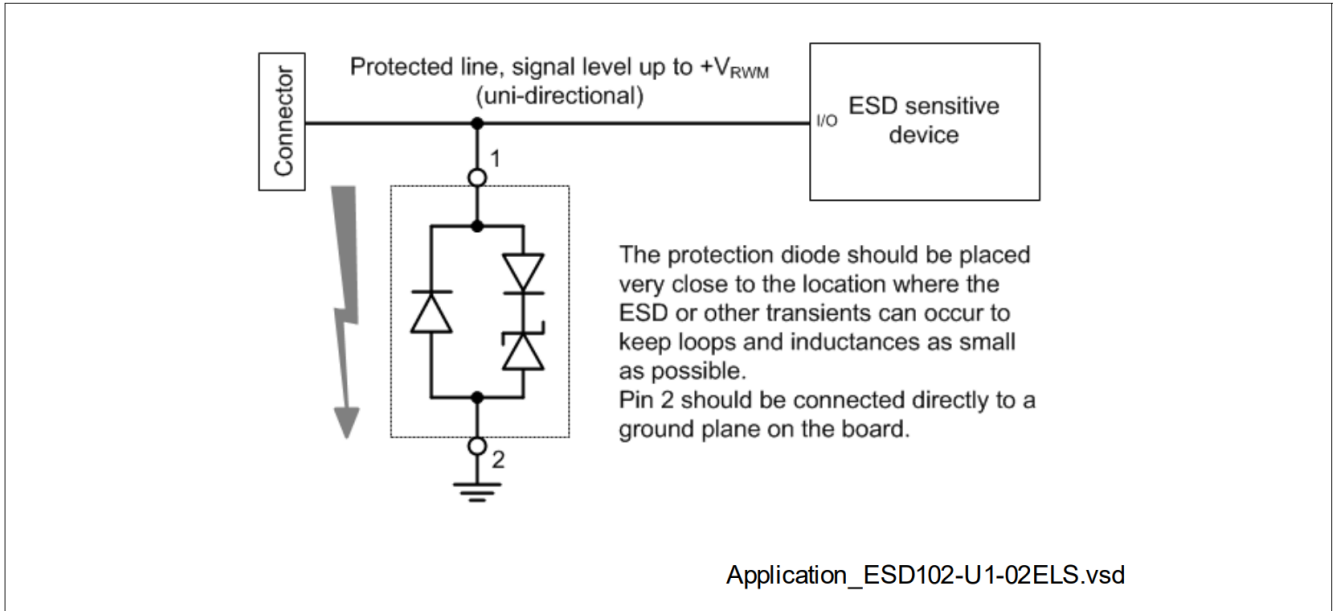 Connector
Protected line, signal level up to +VRWM
(uni-directional)
I/O
ESD sensitive
device
1
The protection diode should be placed
very close to the location where the
ESD or other transients can occur to
keep loops and inductances as small
as possible.
Pin 2 should be connected directly to a
ground plane on the board.
2
Application_ESD102-U1-02ELS.vsd